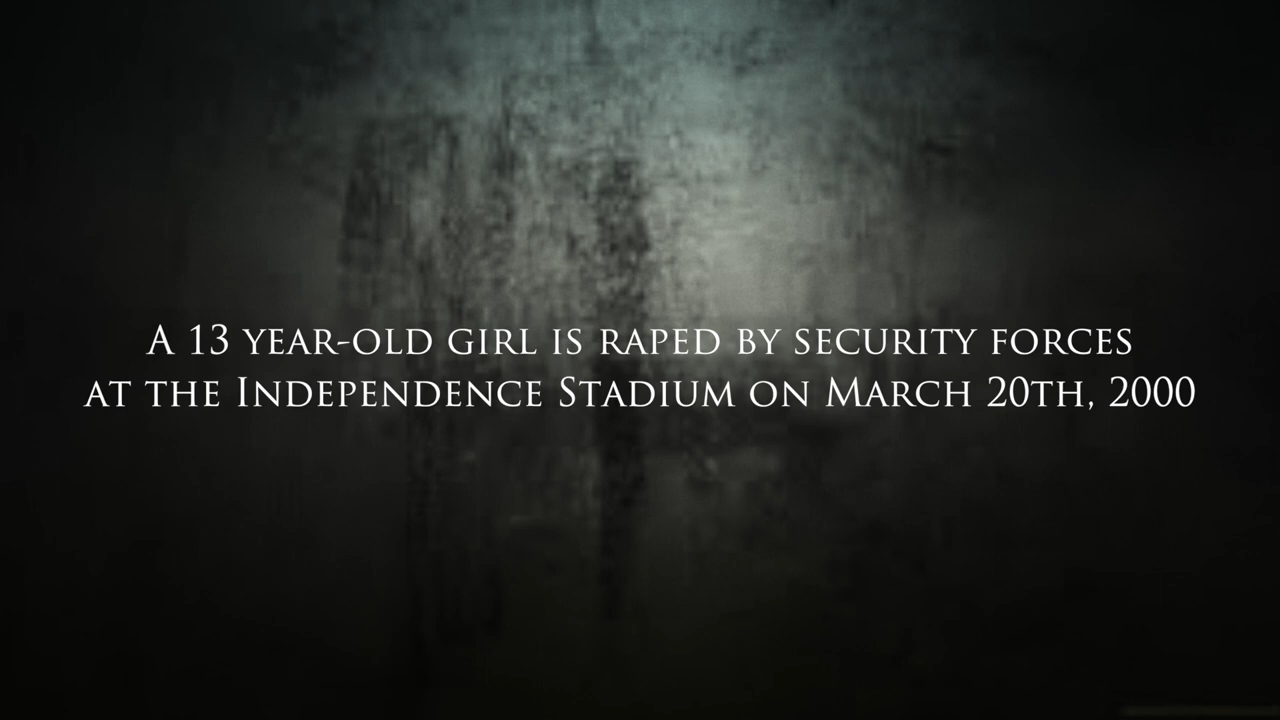 A 13 year-old girl is raped by security forces
at the Independence Stadium on March 20th, 2000